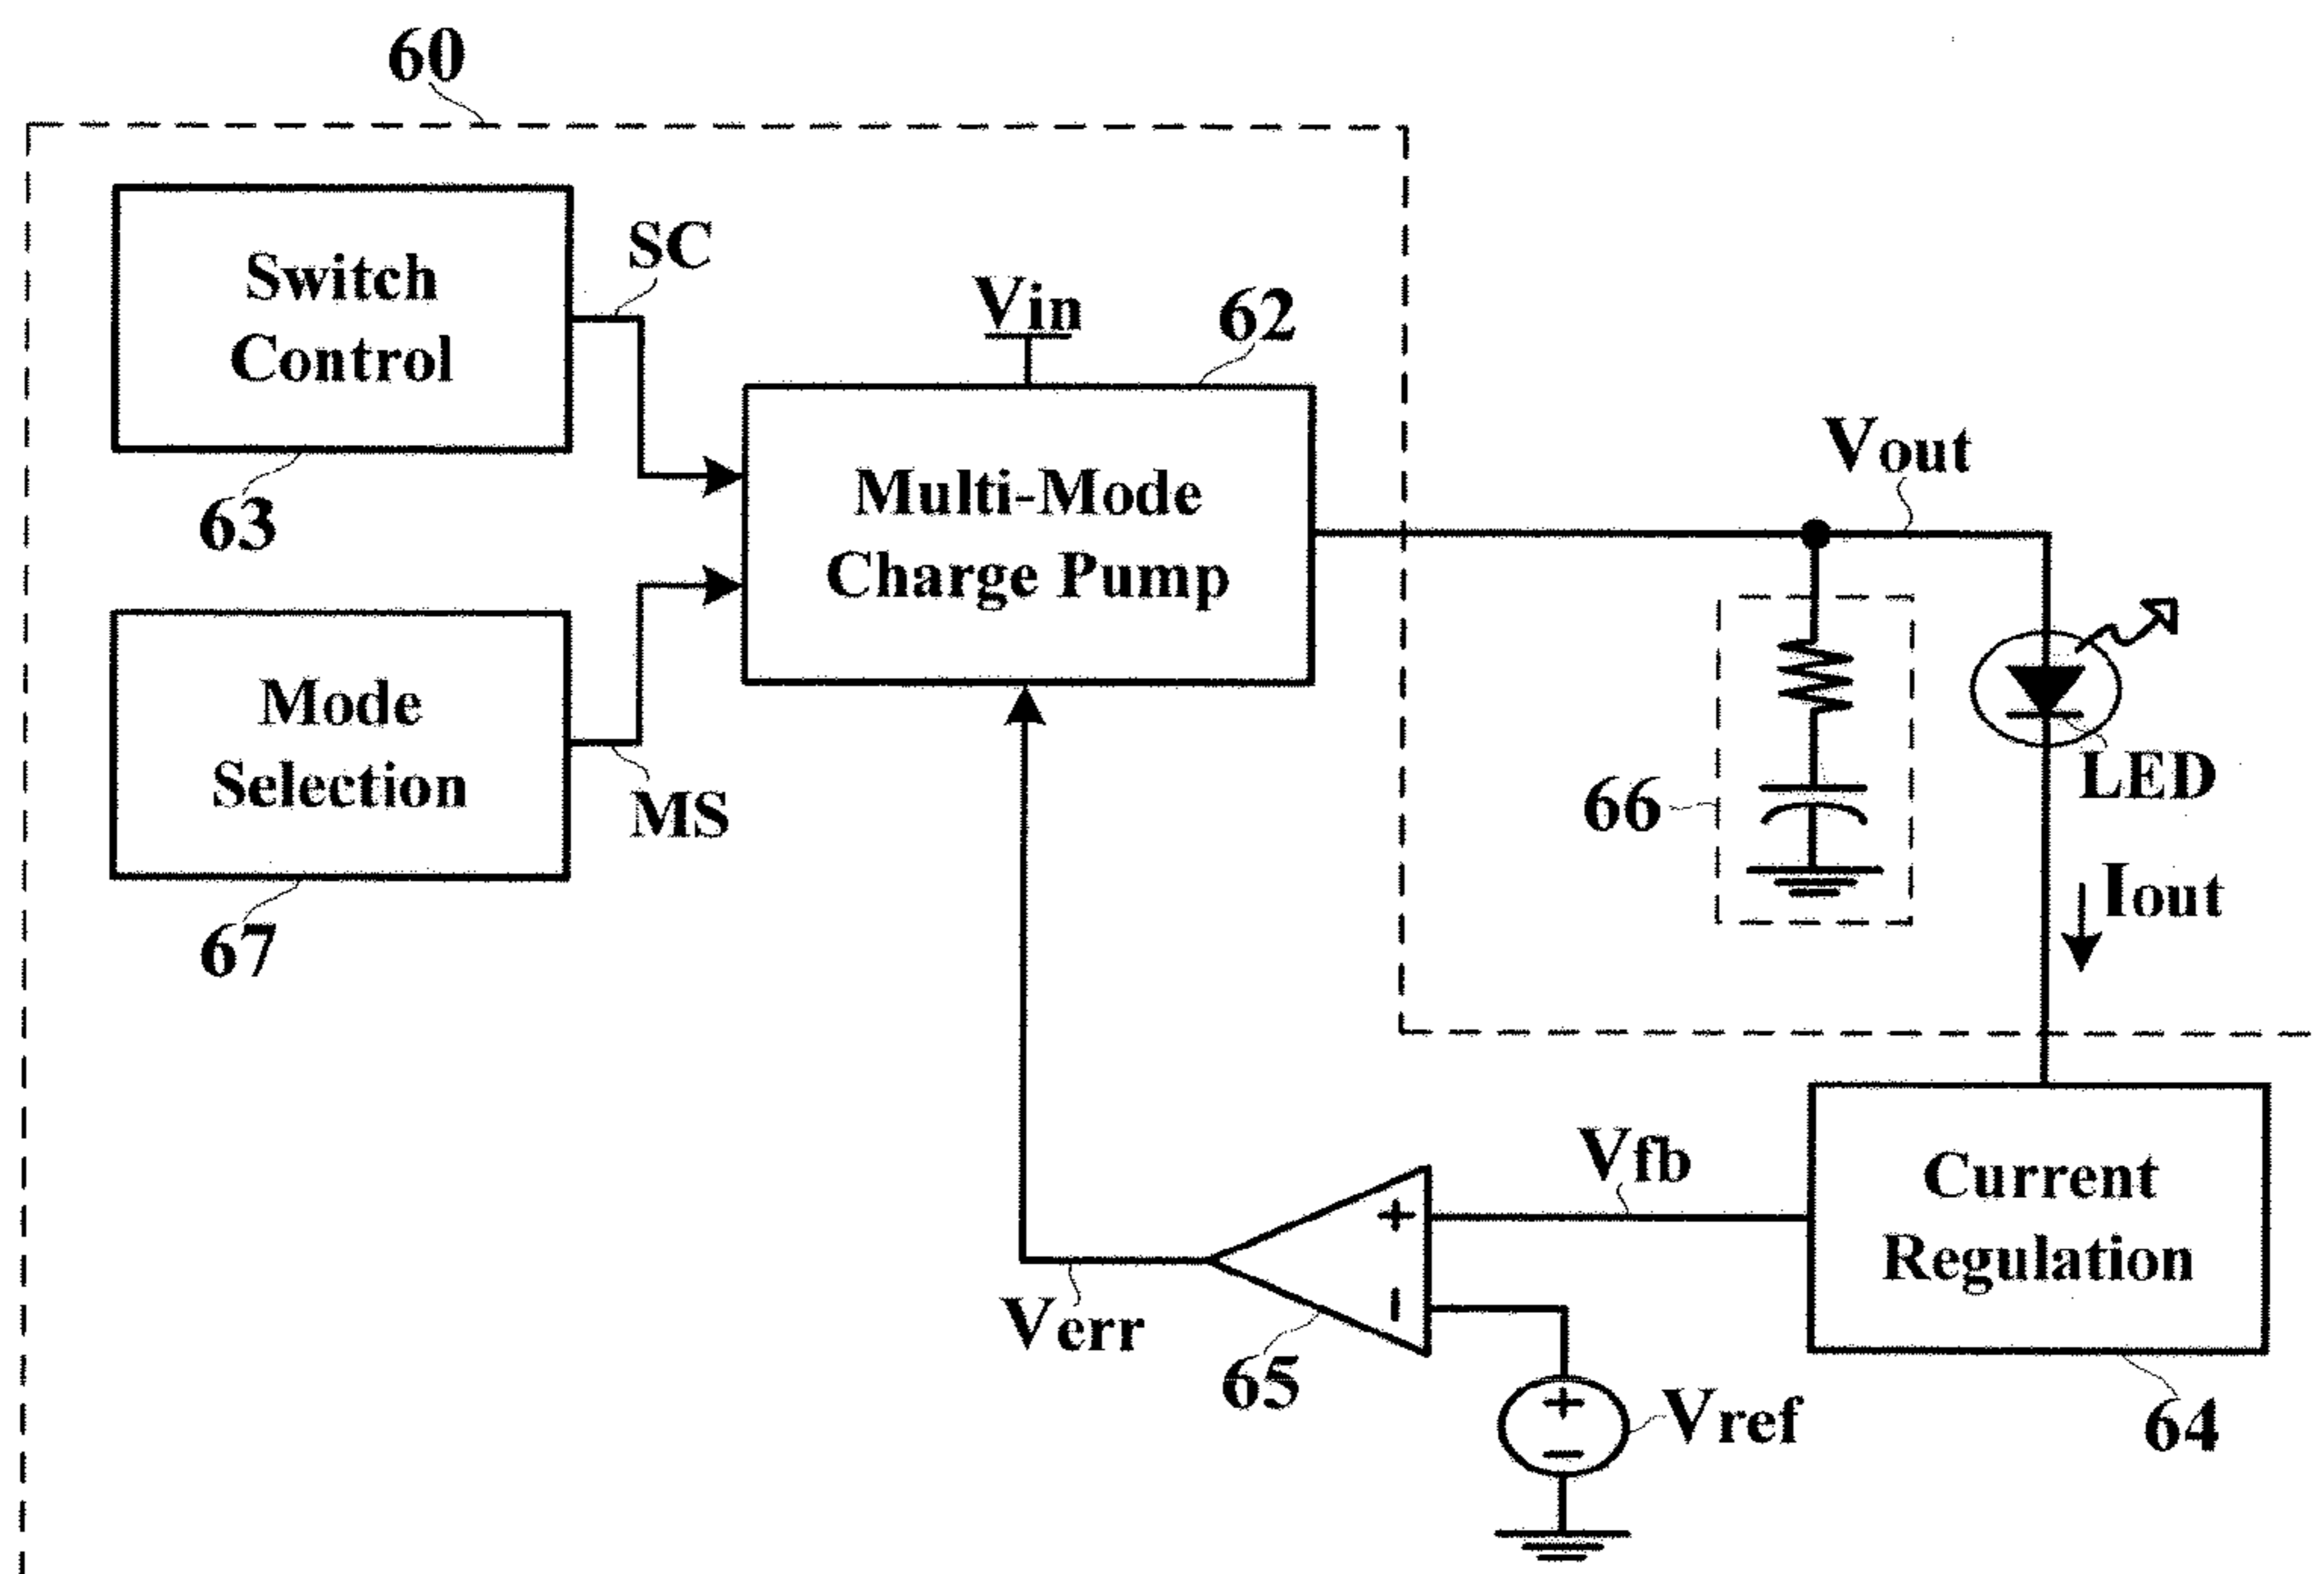 60
Switch
Control
SC
63
Vin
62
Multi-Mode
Charge Pump
Mode
Selection
MS
67
Vout
66
LED
Iout
Vfb
+
-
Verr
65
+
-
Vref
Current
Regulation
64